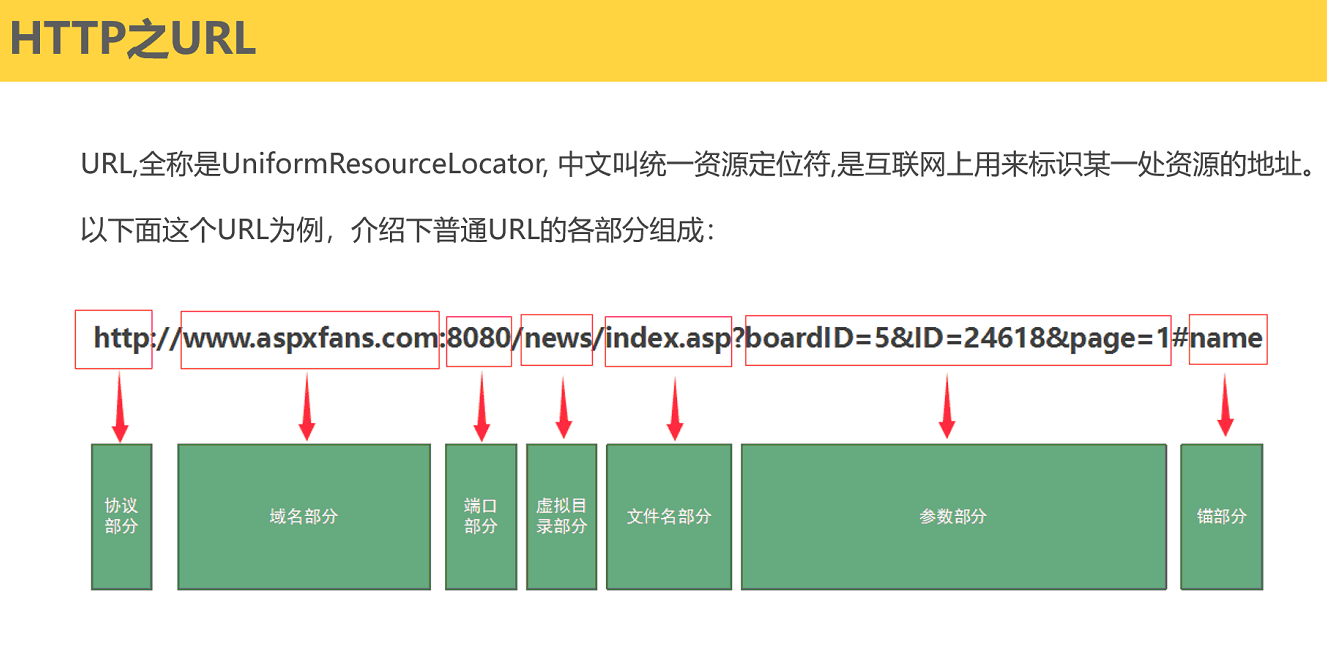 HTTP之URL
URL,全称是UniformResourceLocator, 中文叫统一资源定位符,是互联网上用来标识某一处资源的地址。
以下面这个URL为例，介绍下普通URL的各部分组成：
http://www.aspxfans.com:8080/news/index.asp?boardID=5&ID=24618&page=1#name
协议
部分
域名部分
端口
部分
虚拟目
录部分
文件名部分
参数部分
锚部分